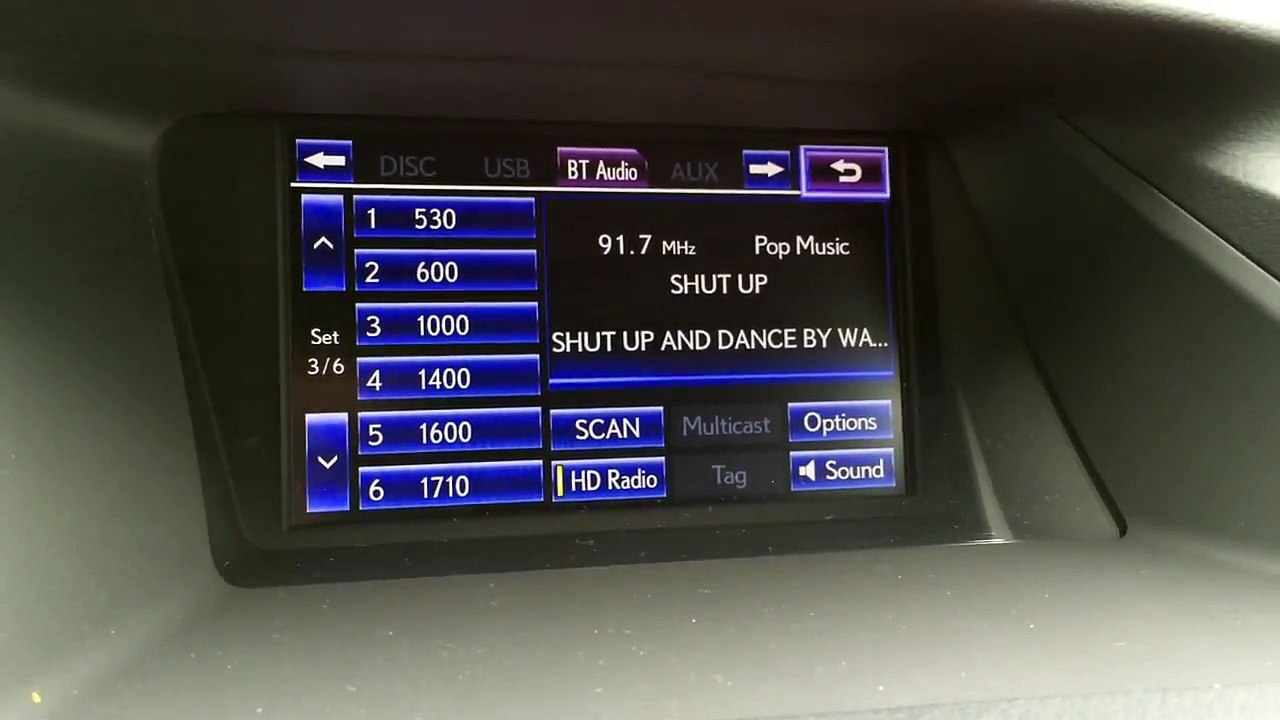 DISC USB BT Audio AUX
1 530
2 600
3 1000
4 1400
5 1600
6 1710
Set
3/6
91.7 MHz Pop Music
SHUT UP
SHUT UP AND DANCE BY WA...
SCAN Multicast Options
HD Radio Tag Sound